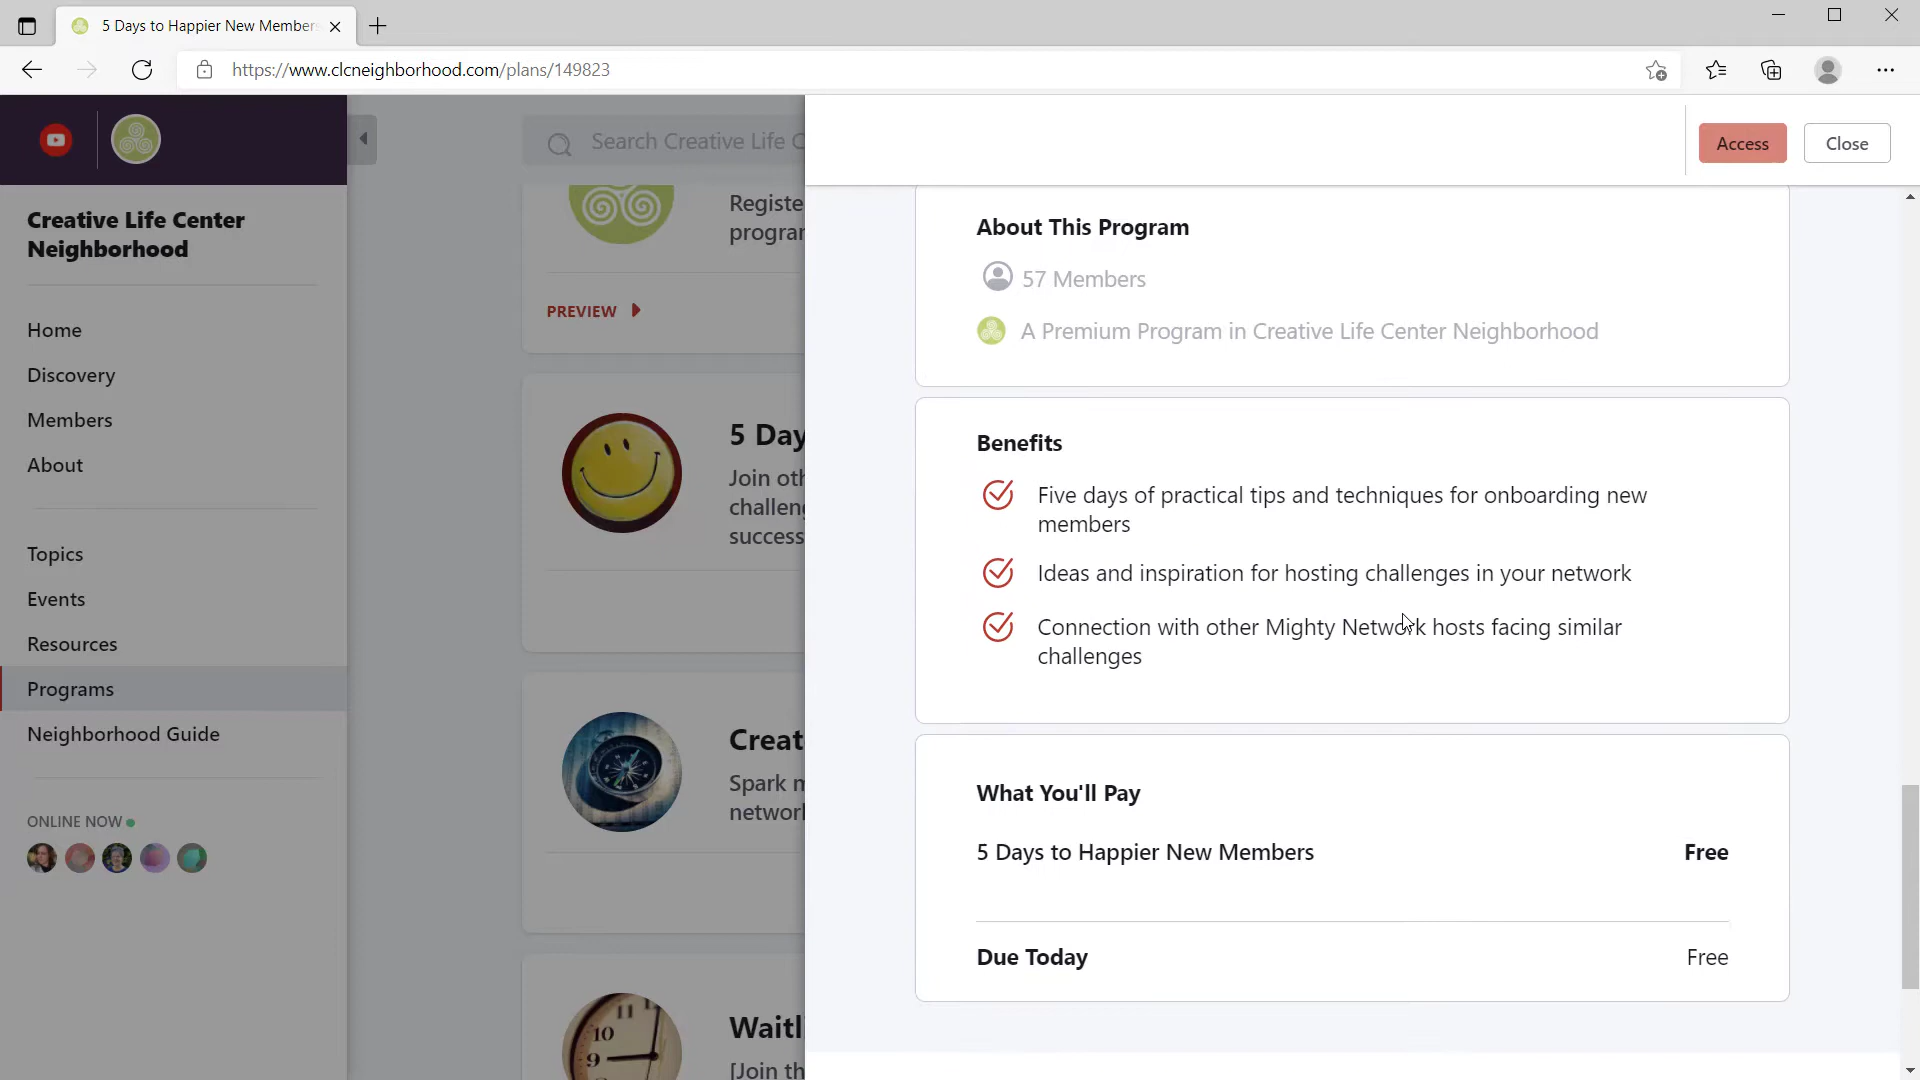 5 Days to Happier New Member
https://www.clcneighborhood.com/plans/149823
Creative Life Center
Neighborhood
Home
Discovery
Members
About
Topics
Events
Resources
Programs
Neighborhood Guide
ONLINE NOW
Search Creative Life C
Registe
progra
PREVIEW
5 Day
Join oth
challen
success
Creat
Spark m
networ
11
10
9
Waitl
[Join th
Access
Close
About This Program
57 Members
A Premium Program in Creative Life Center Neighborhood
Benefits
Five days of practical tips and techniques for onboarding new
members
Ideas and inspiration for hosting challenges in your network
Connection with other Mighty Network hosts facing similar
challenges
What You'll Pay
5 Days to Happier New Members Free
Due Today Free